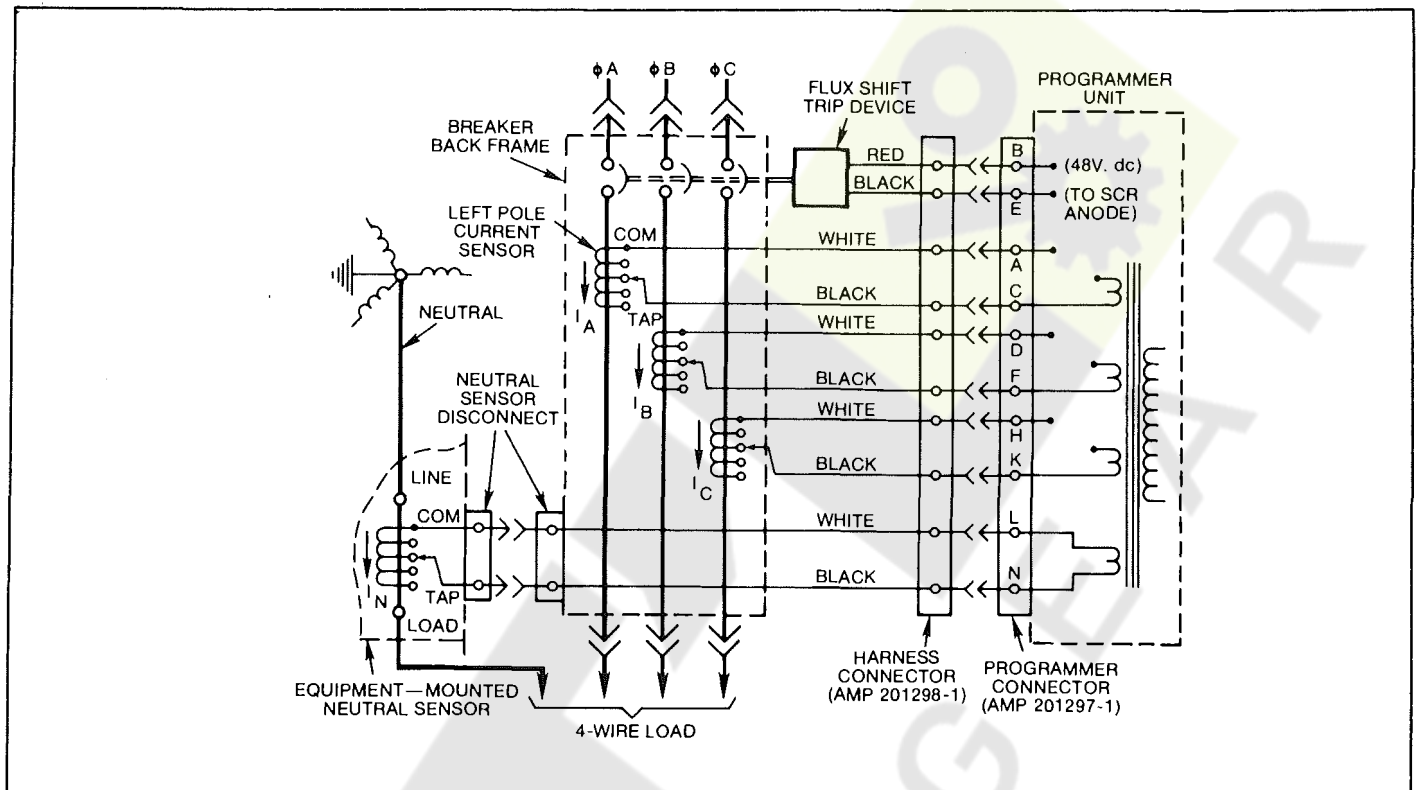 ϕA ϕB ϕC
FLUX SHIFT
TRIP DEVICE
PROGRAMMER
UNIT
BREAKER
BACK FRAME
RED
B
(48V. dc)
BLACK
E
(TO SCR
ANODE)
LEFT POLE
CURRENT
SENSOR
COM
WHITE
A
I A
TAP
BLACK
C
WHITE
D
NEUTRAL
I B
BLACK
F
NEUTRAL
SENSOR
DISCONNECT
WHITE
H
I C
BLACK
K
LINE
COM
WHITE
L
I N
TAP
BLACK
N
LOAD
HARNESS
CONNECTOR
(AMP 201298-1)
PROGRAMMER
CONNECTOR
(AMP 201297-1)
EQUIPMENT—MOUNTED
NEUTRAL SENSOR
4-WIRE LOAD
GEAR